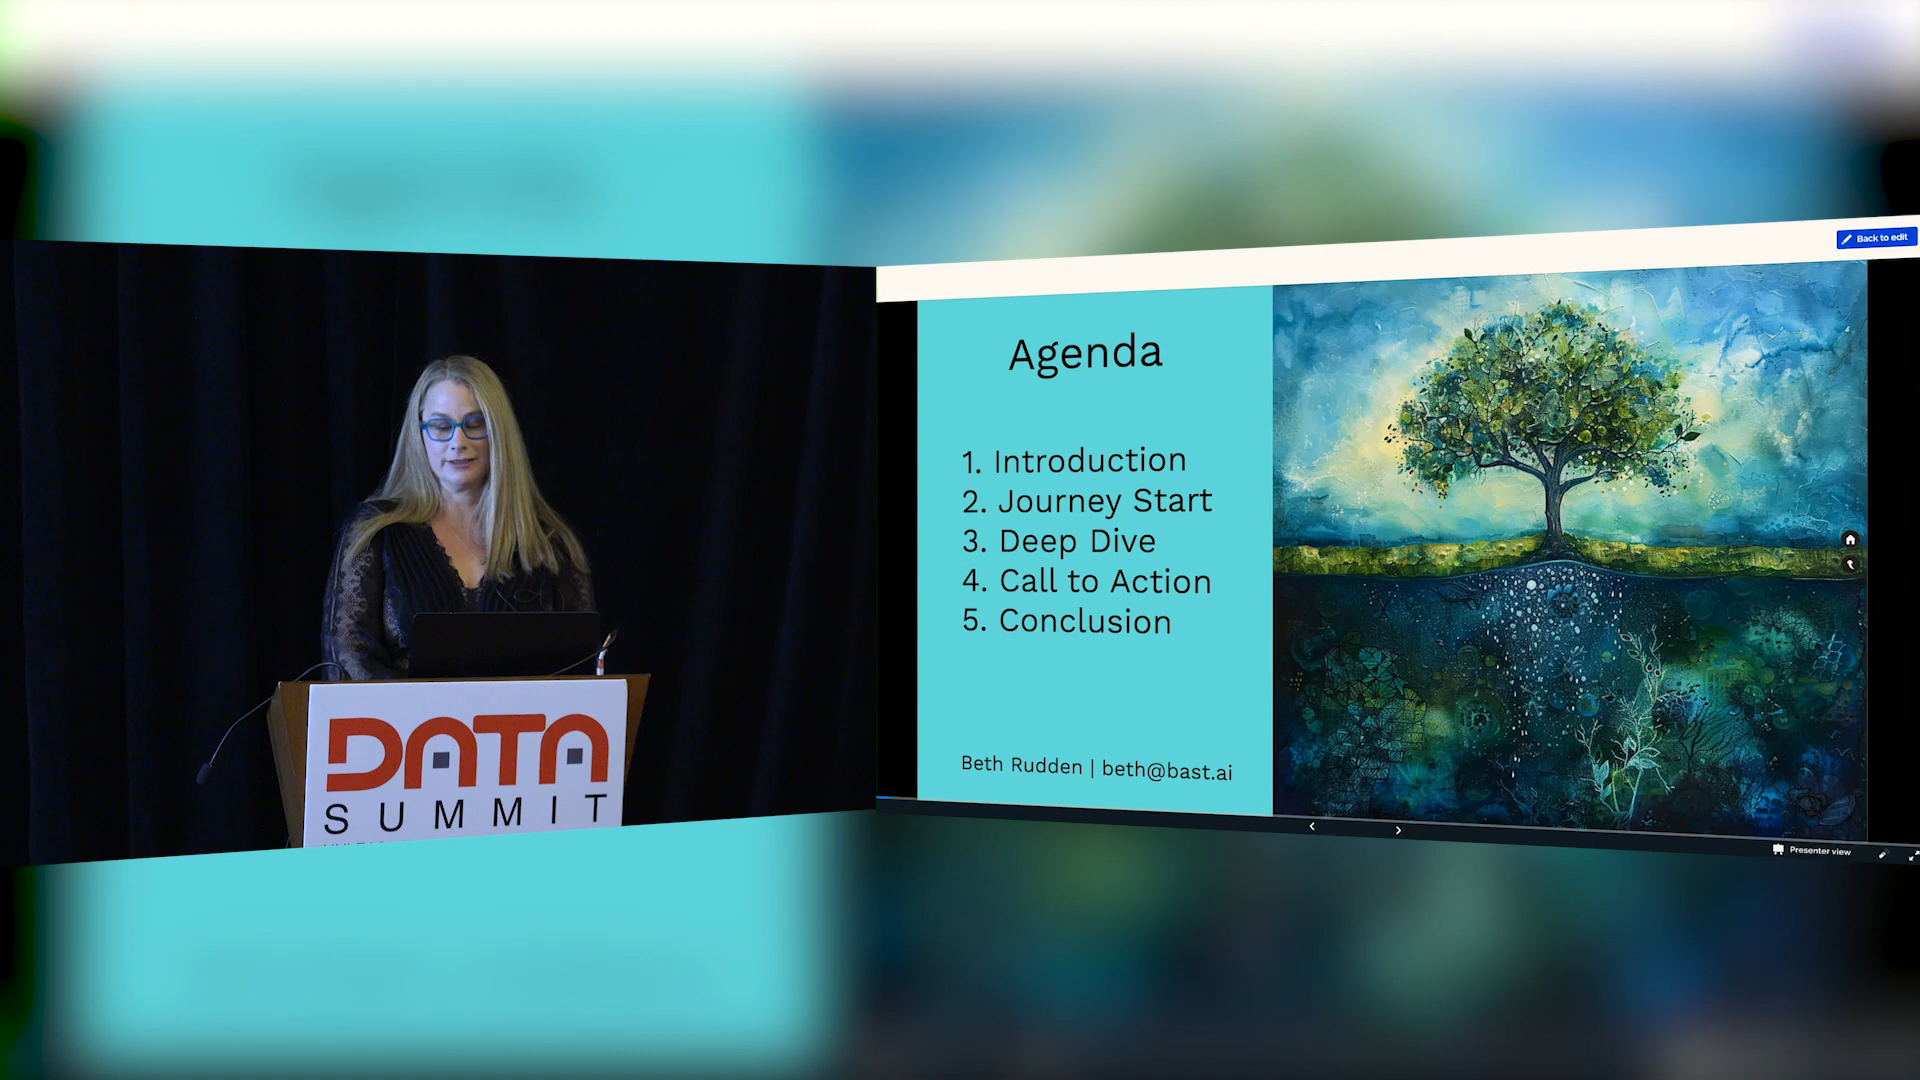 DATA
SUMMIT
Back to edit
Agenda
1. Introduction
2. Journey Start
3. Deep Dive
4. Call to Action
5. Conclusion
Beth Rudden | beth@bast.ai
Presenter view